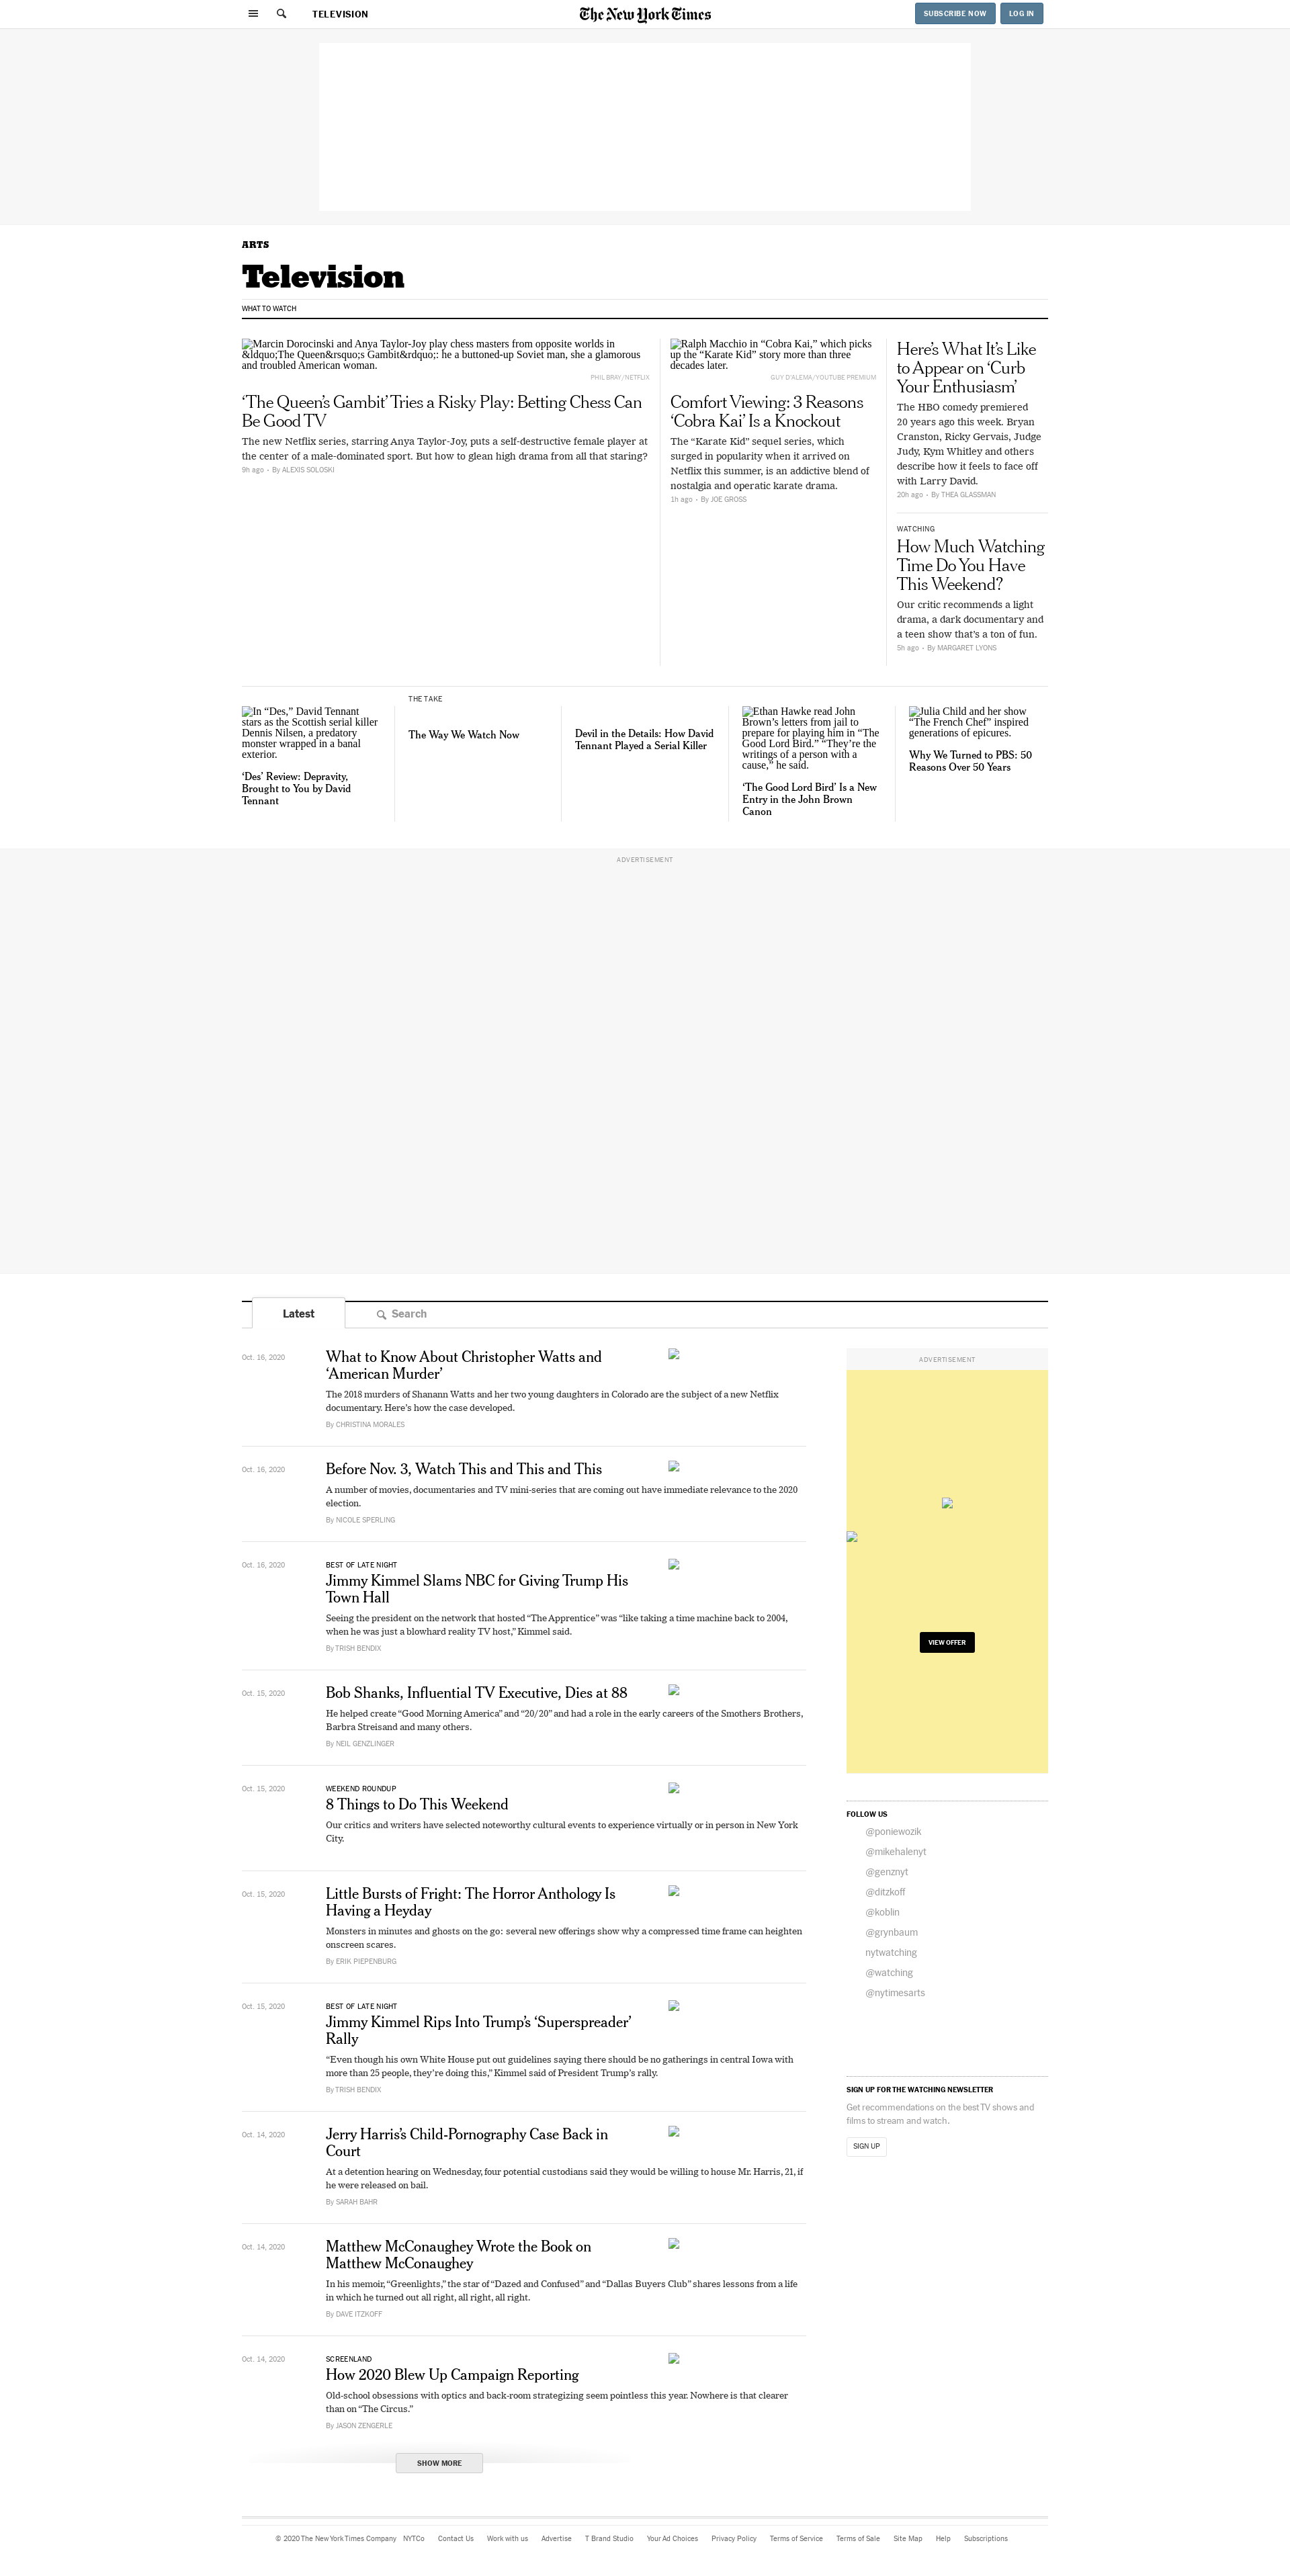 TELEVISION
The New York Times
SUBSCRIBE NOW
LOG IN
ARTS
Television
WHAT TO WATCH
Marcin Dorocinski and Anya Taylor-Joy play chess masters from opposite worlds in
&ldquo;The Queen&rsquo;s Gambit&rdquo;: he a buttoned-up Soviet man, she a glamorous
and troubled American woman.
PHIL BRAY/NETFLIX
‘The Queen’s Gambit’ Tries a Risky Play: Betting Chess Can
Be Good TV
The new Netflix series, starring Anya Taylor-Joy, puts a self-destructive female player at
the center of a male-dominated sport. But how to glean high drama from all that staring?
9h ago - By ALEXIS SOLOSKI
Ralph Macchio in “Cobra Kai,” which picks
up the “Karate Kid” story more than three
decades later.
GUY D'ALEMA/YOUTUBE PREMIUM
Comfort Viewing: 3 Reasons
‘Cobra Kai’ Is a Knockout
The “Karate Kid” sequel series, which
surged in popularity when it arrived on
Netflix this summer, is an addictive blend of
nostalgia and operatic karate drama.
1h ago - By JOE GROSS
Here’s What It’s Like
to Appear on ‘Curb
Your Enthusiasm’
The HBO comedy premiered
20 years ago this week. Bryan
Cranston, Ricky Gervais, Judge
Judy, Kym Whitley and others
describe how it feels to face off
with Larry David.
20h ago - By THEA GLASSMAN
WATCHING
How Much Watching
Time Do You Have
This Weekend?
Our critic recommends a light
drama, a dark documentary and
a teen show that’s a ton of fun.
5h ago - By MARGARET LYONS
In “Des,” David Tennant
stars as the Scottish serial killer
Dennis Nilsen, a predatory
monster wrapped in a banal
exterior.
‘Des’ Review: Depravity,
Brought to You by David
Tennant
THE TAKE
The Way We Watch Now
Devil in the Details: How David
Tennant Played a Serial Killer
Ethan Hawke read John
Brown’s letters from jail to
prepare for playing him in “The
Good Lord Bird.” “They’re the
writings of a person with a
cause,” he said.
‘The Good Lord Bird’ Is a New
Entry in the John Brown
Canon
Julia Child and her show
“The French Chef” inspired
generations of epicures.
Why We Turned to PBS: 50
Reasons Over 50 Years
ADVERTISEMENT
Latest
Search
Oct. 16, 2020
What to Know About Christopher Watts and
‘American Murder’
The 2018 murders of Shanann Watts and her two young daughters in Colorado are the subject of a new Netflix
documentary. Here’s how the case developed.
By CHRISTINA MORALES
Oct. 16, 2020
Before Nov. 3, Watch This and This and This
A number of movies, documentaries and TV mini-series that are coming out have immediate relevance to the 2020
election.
By NICOLE SPERLING
Oct. 16, 2020
BEST OF LATE NIGHT
Jimmy Kimmel Slams NBC for Giving Trump His
Town Hall
Seeing the president on the network that hosted “The Apprentice” was “like taking a time machine back to 2004,
when he was just a blowhard reality TV host,” Kimmel said.
By TRISH BENDIX
Oct. 15, 2020
Bob Shanks, Influential TV Executive, Dies at 88
He helped create “Good Morning America” and “20/20” and had a role in the early careers of the Smothers Brothers,
Barbra Streisand and many others.
By NEIL GENZLINGER
Oct. 15, 2020
WEEKEND ROUNDUP
8 Things to Do This Weekend
Our critics and writers have selected noteworthy cultural events to experience virtually or in person in New York
City.
Oct. 15, 2020
Little Bursts of Fright: The Horror Anthology Is
Having a Heyday
Monsters in minutes and ghosts on the go: several new offerings show why a compressed time frame can heighten
onscreen scares.
By ERIK PIEPENBURG
Oct. 15, 2020
BEST OF LATE NIGHT
Jimmy Kimmel Rips Into Trump’s ‘Superspreader’
Rally
“Even though his own White House put out guidelines saying there should be no gatherings in central Iowa with
more than 25 people, they’re doing this,” Kimmel said of President Trump’s rally.
By TRISH BENDIX
Oct. 14, 2020
Jerry Harris’s Child-Pornography Case Back in
Court
At a detention hearing on Wednesday, four potential custodians said they would be willing to house Mr. Harris, 21, if
he were released on bail.
By SARAH BAHR
Oct. 14, 2020
Matthew McConaughey Wrote the Book on
Matthew McConaughey
In his memoir, “Greenlights,” the star of “Dazed and Confused” and “Dallas Buyers Club” shares lessons from a life
in which he turned out all right, all right, all right.
By DAVE ITZKOFF
Oct. 14, 2020
SCREENLAND
How 2020 Blew Up Campaign Reporting
Old-school obsessions with optics and back-room strategizing seem pointless this year. Nowhere is that clearer
than on “The Circus.”
By JASON ZENGERLE
SHOW MORE
ADVERTISEMENT
VIEW OFFER
FOLLOW US
@poniewozik
@mikehalenyt
@genznyt
@ditzkoff
@koblin
@grynbaum
nytwatching
@watching
@nytimesarts
SIGN UP FOR THE WATCHING NEWSLETTER
Get recommendations on the best TV shows and
films to stream and watch.
SIGN UP
© 2020 The New York Times Company NYTCo Contact Us Work with us Advertise T Brand Studio Your Ad Choices Privacy Policy Terms of Service Terms of Sale Site Map Help Subscriptions